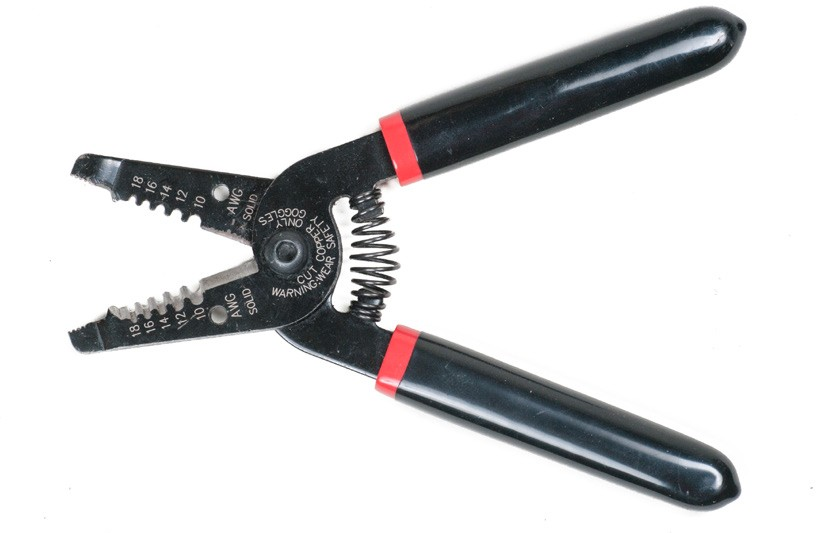 18 16 14 12 10 AWG
SOLID
WARNING: WEAR SAFETY GOGGLES
CUT COPPER ONLY
18 16 14 12 10 AWG
SOLID